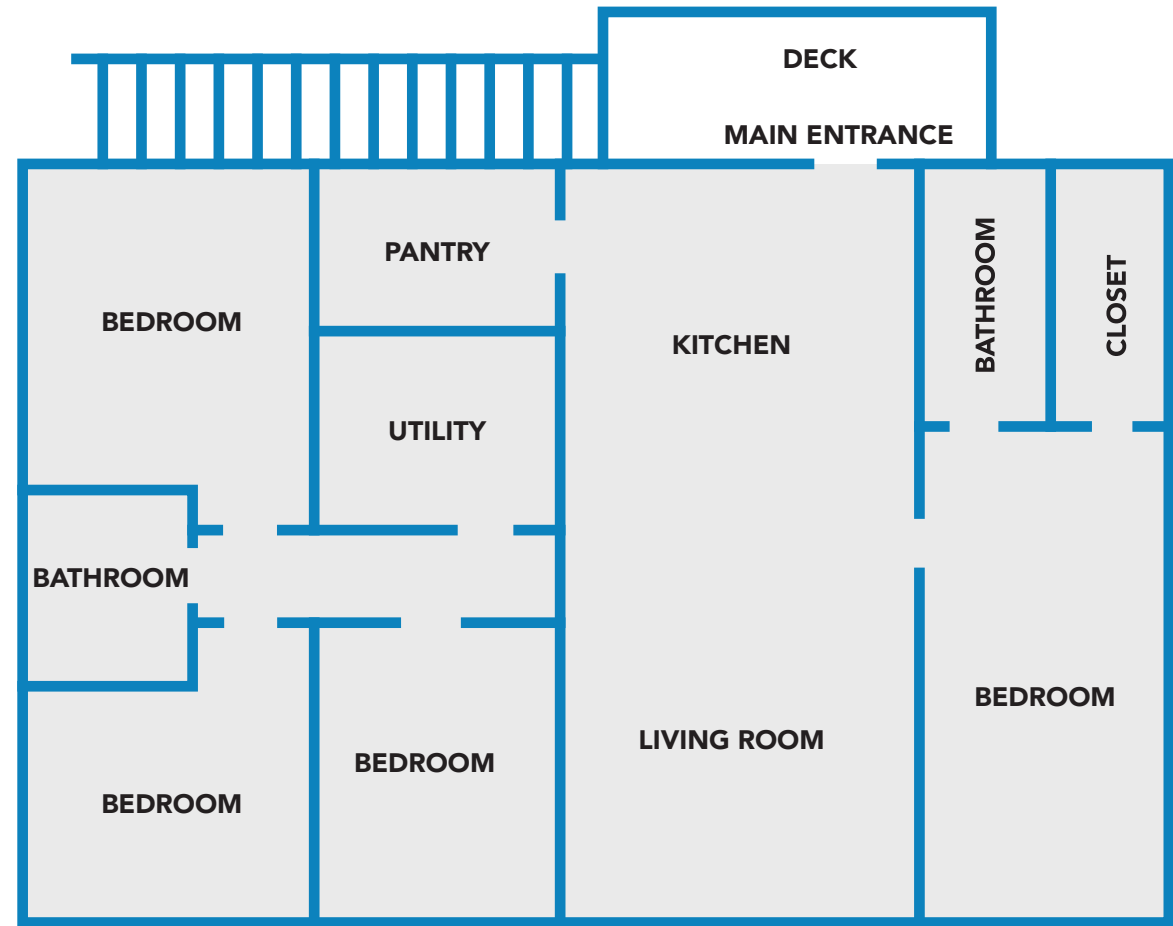 DECK
MAIN ENTRANCE
PANTRY
BEDROOM
KITCHEN
BATHROOM
CLOSET
UTILITY
BATHROOM
BEDROOM
LIVING ROOM
BEDROOM
BEDROOM